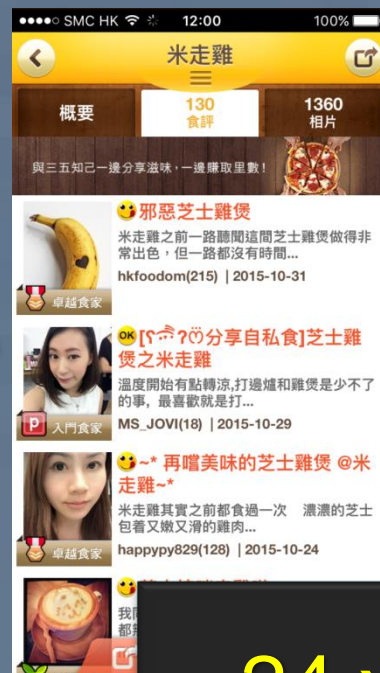 SMC HK 12:00 100%
米走雞
概要 130 1360
食評 相片
與三五知己一邊分享滋味，一邊賺取里數!
邪惡芝士雞煲
米走雞之前一路聽聞這間芝士雞煲做得非
常出色，但一路都沒有時間...
hkfoodom(215) | 2015-10-31
卓越食家
OK
分享自私食]芝士雞
煲之米走雞
溫度開始有點轉涼,打邊爐和雞煲是少不了
的事, 最喜歡就是打...
MS_JOVI(18) | 2015-10-29
P 入門食家
~* 再嚐美味的芝士雞煲 @米
走雞~*
米走雞其實之前都食過一次 濃濃的芝士
包着又嫩又滑的雞肉...
happypy829(128) | 2015-10-24
卓越食家